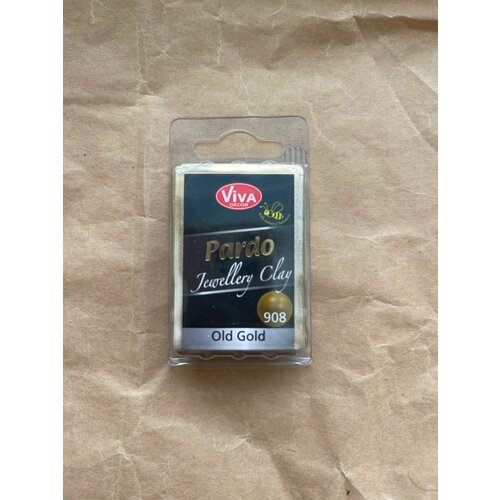 ViVA
DECOR
Pardo
Jewellery Clay
908
Old Gold